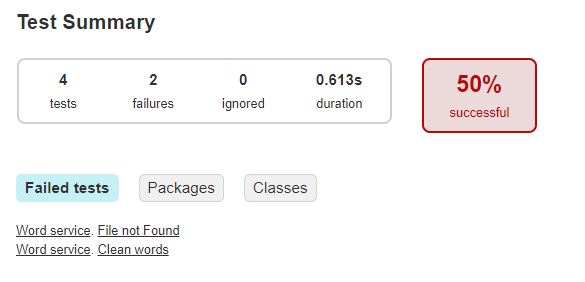 Test Summary
4
tests
2
failures
0
ignored
0.613s
duration
50%
successful
Failed tests
Packages
Classes
Word service. File not Found
Word service. Clean words